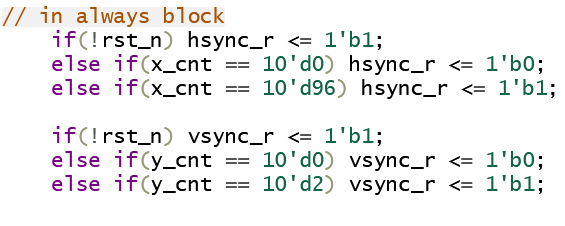 // in always block
    if(!rst_n) hsync_r <= 1'b1;
    else if(x_cnt == 10'd0) hsync_r <= 1'b0;
    else if(x_cnt == 10'd96) hsync_r <= 1'b1;

    if(!rst_n) vsync_r <= 1'b1;
    else if(y_cnt == 10'd0) vsync_r <= 1'b0;
    else if(y_cnt == 10'd2) vsync_r <= 1'b1;